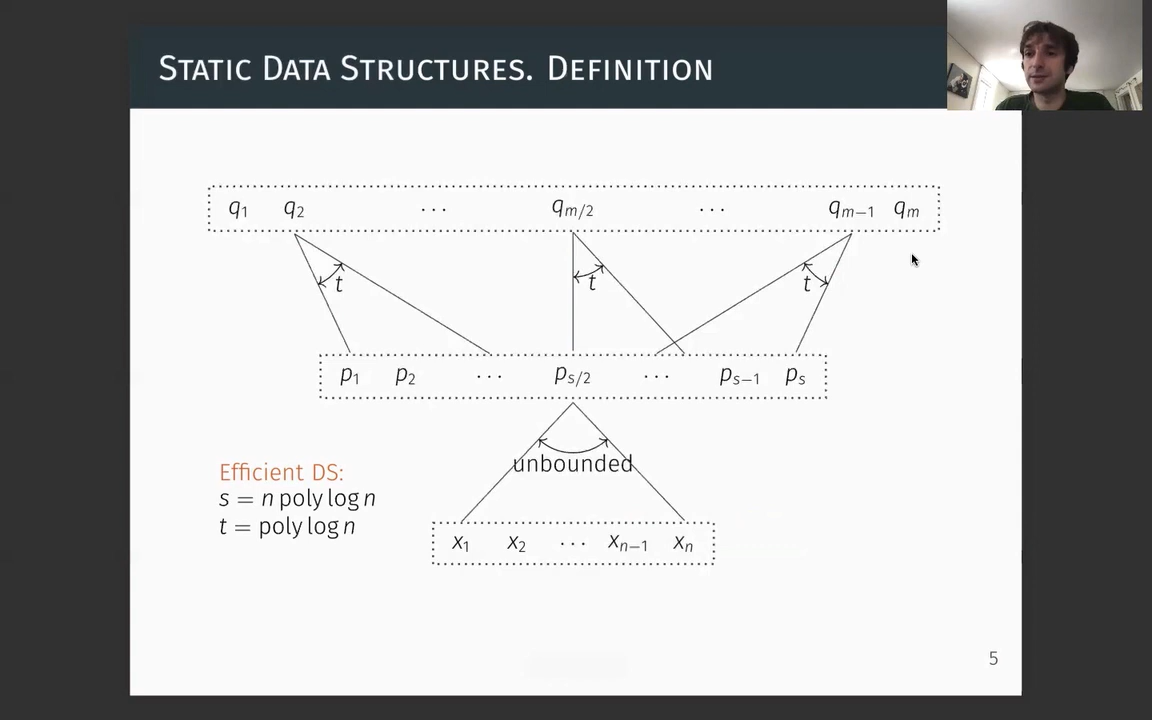 Static Data Structures. Definition
q₁ q₂ ··· qₘ/₂ ··· qₘ₋₁ qₘ
t t t
p₁ p₂ ··· pₛ/₂ ··· pₛ₋₁ pₛ
unbounded
Efficient DS:
s = n poly log n
t = poly log n
x₁ x₂ ··· xₙ₋₁ xₙ
5